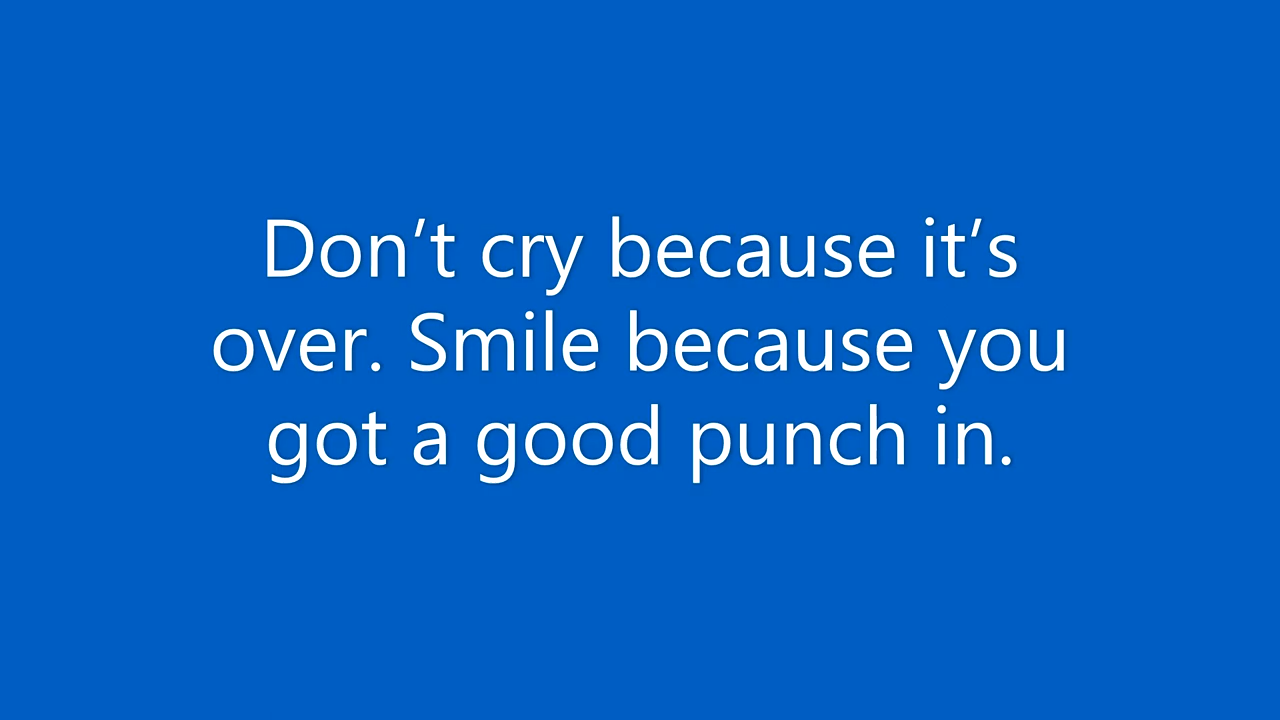 Don’t cry because it’s
over. Smile because you
got a good punch in.